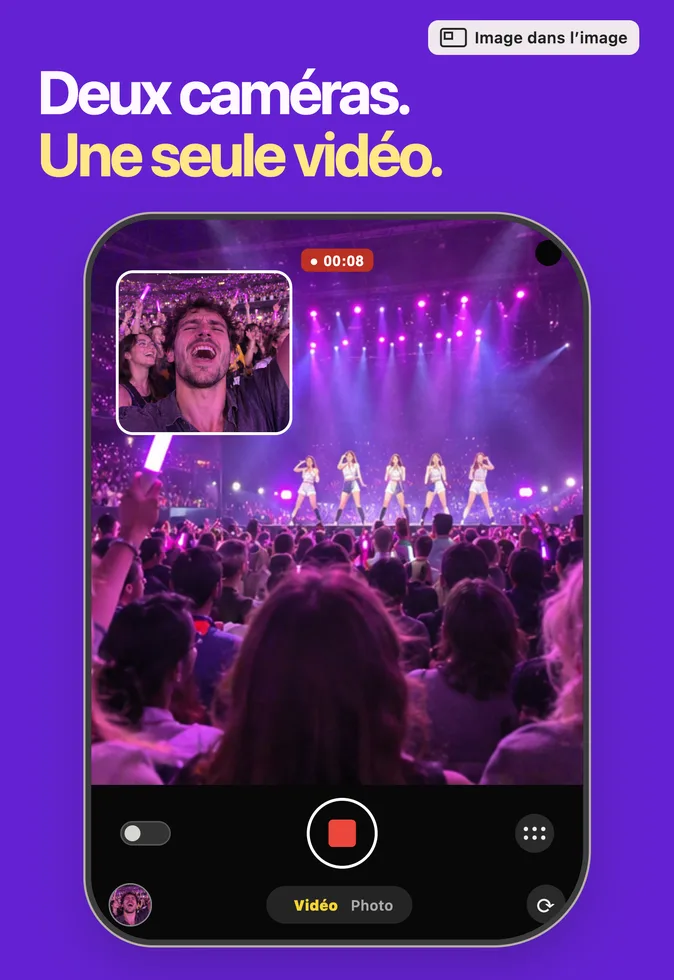 Image dans l’image
Deux caméras.
Une seule vidéo.
00:08
Vidéo Photo